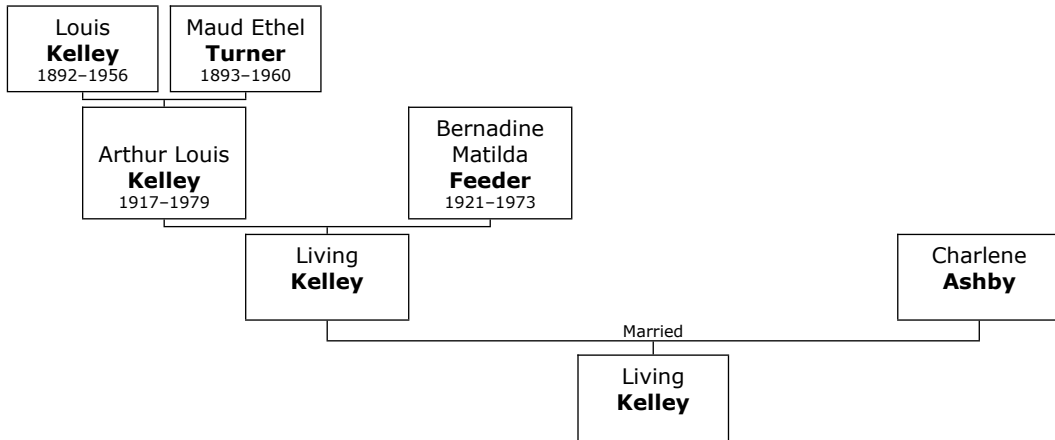 Louis
Kelley
1892–1956
Maud Ethel
Turner
1893–1960
Arthur Louis
Kelley
1917–1979
Bernadine
Matilda
Feeder
1921–1973
Living
Kelley
Charlene
Ashby
Married
Living
Kelley